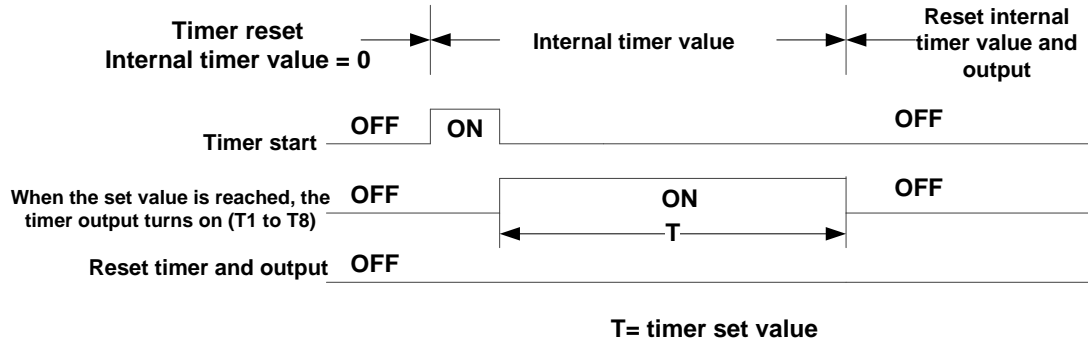 Timer reset
Internal timer value = 0
Internal timer value
Reset internal
timer value and
output
Timer start
OFF
ON
OFF
When the set value is reached, the
timer output turns on (T1 to T8)
OFF
ON
OFF
T
Reset timer and output
OFF
T= timer set value